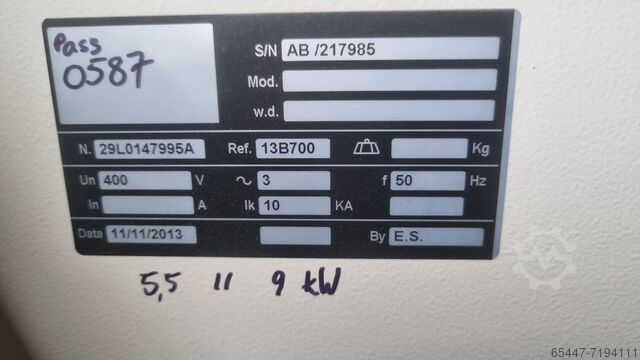 Pass
0587
S/N AB /217985
Mod.
w.d.
N. 29L0147995A Ref. 13B700 Kg
Un 400 V ~ 3 f 50 Hz
In A Ik 10 KA
Data 11/11/2013 By E.S.
5,5 11 9 kW
65447-7194111